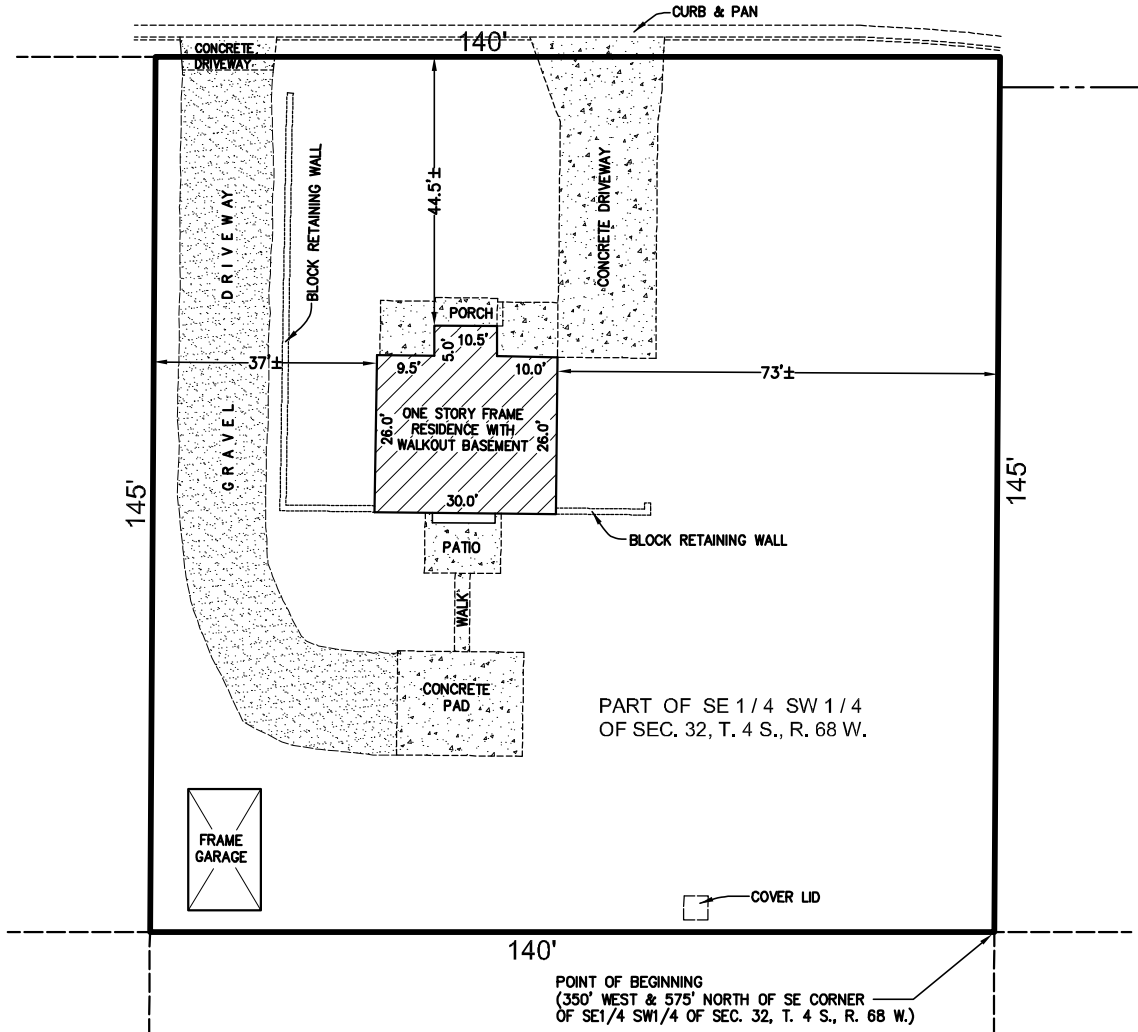 CURB & PAN
140'
CONCRETE
DRIVEWAY
BLOCK RETAINING WALL
44.5'±
CONCRETE DRIVEWAY
GRAVEL DRIVEWAY
PORCH
10.5'
5.0'
9.5'
10.0'
37'±
73'±
ONE STORY FRAME
RESIDENCE WITH
WALKOUT BASEMENT
26.0'
26.0'
30.0'
145'
145'
BLOCK RETAINING WALL
PATIO
WALK
CONCRETE
PAD
PART OF SE 1/4 SW 1/4
OF SEC. 32, T. 4 S., R. 68 W.
FRAME
GARAGE
COVER LID
140'
POINT OF BEGINNING
(350' WEST & 575' NORTH OF SE CORNER
OF SE1/4 SW1/4 OF SEC. 32, T. 4 S., R. 68 W.)